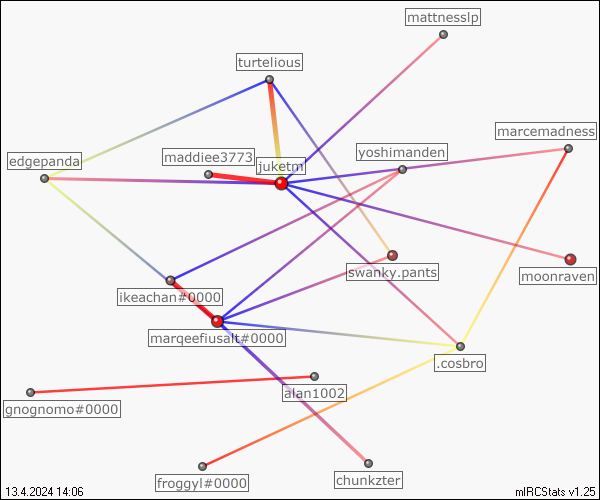 mattnesslp
turtelious
marcemadness
yoshimanden
maddiee3773
edgepanda
juketm
swanky.pants
moonraven
ikeachan#0000
marqeefiusalt#0000
.cosbro
alan1002
gnognomo#0000
chunkzter
froggyl#0000
13.4.2024 14:06
mIRCStats v1.25